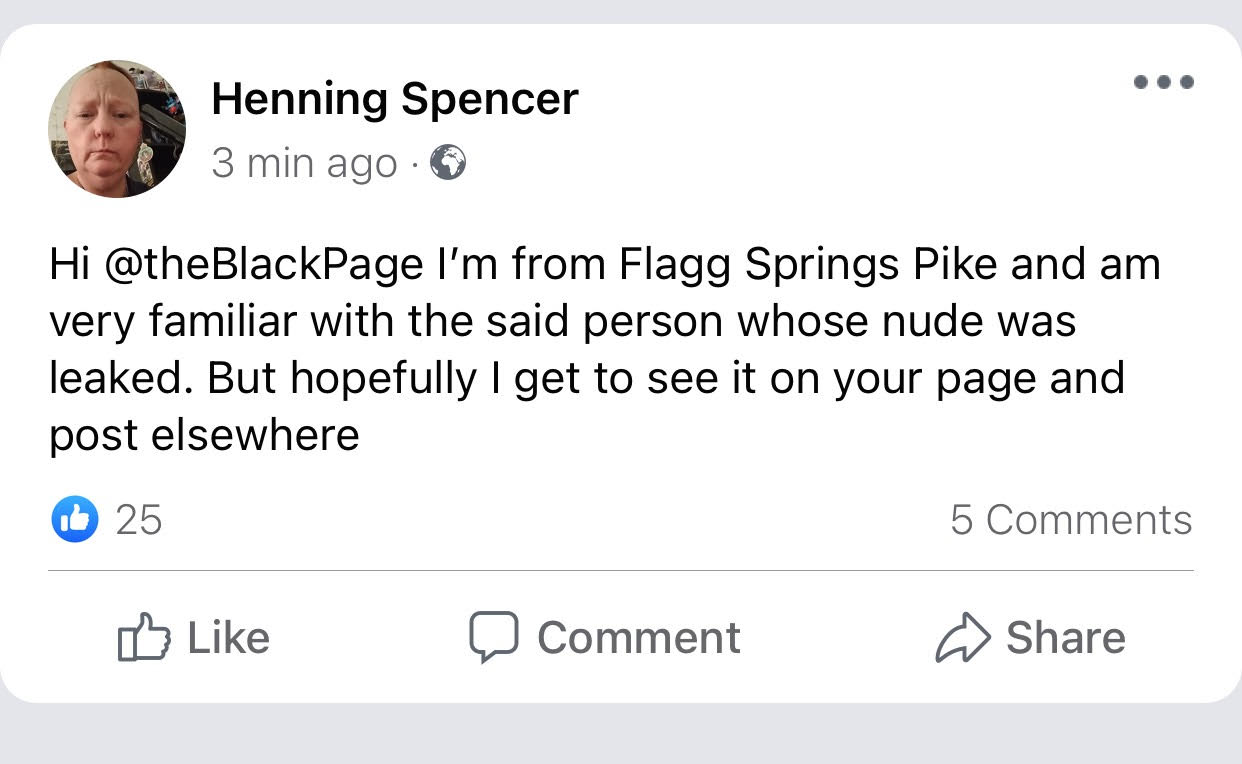 Henning Spencer
3 min ago ·
Hi @theBlackPage I'm from Flagg Springs Pike and am
very familiar with the said person whose nude was
leaked. But hopefully I get to see it on your page and
post elsewhere
25
5 Comments
Like
Comment
Share